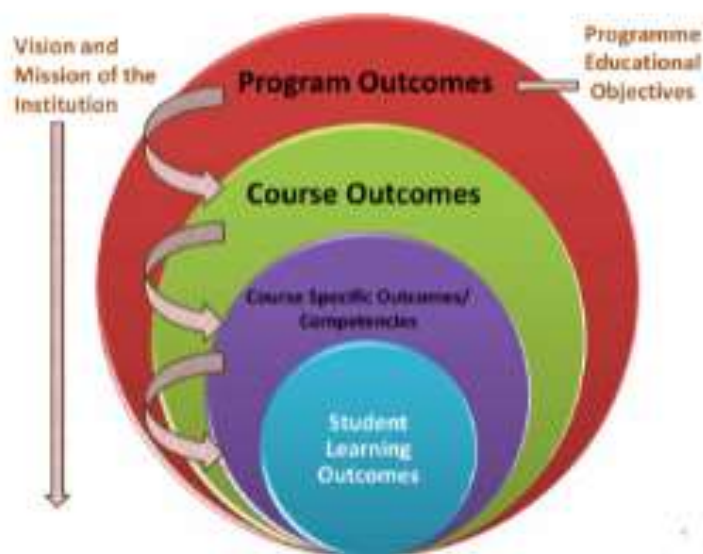 Vision and
Mission of the
Institution
Programme
Educational
Objectives
Program Outcomes
Course Outcomes
Course Specific Outcomes/
Competencies
Student
Learning
Outcomes